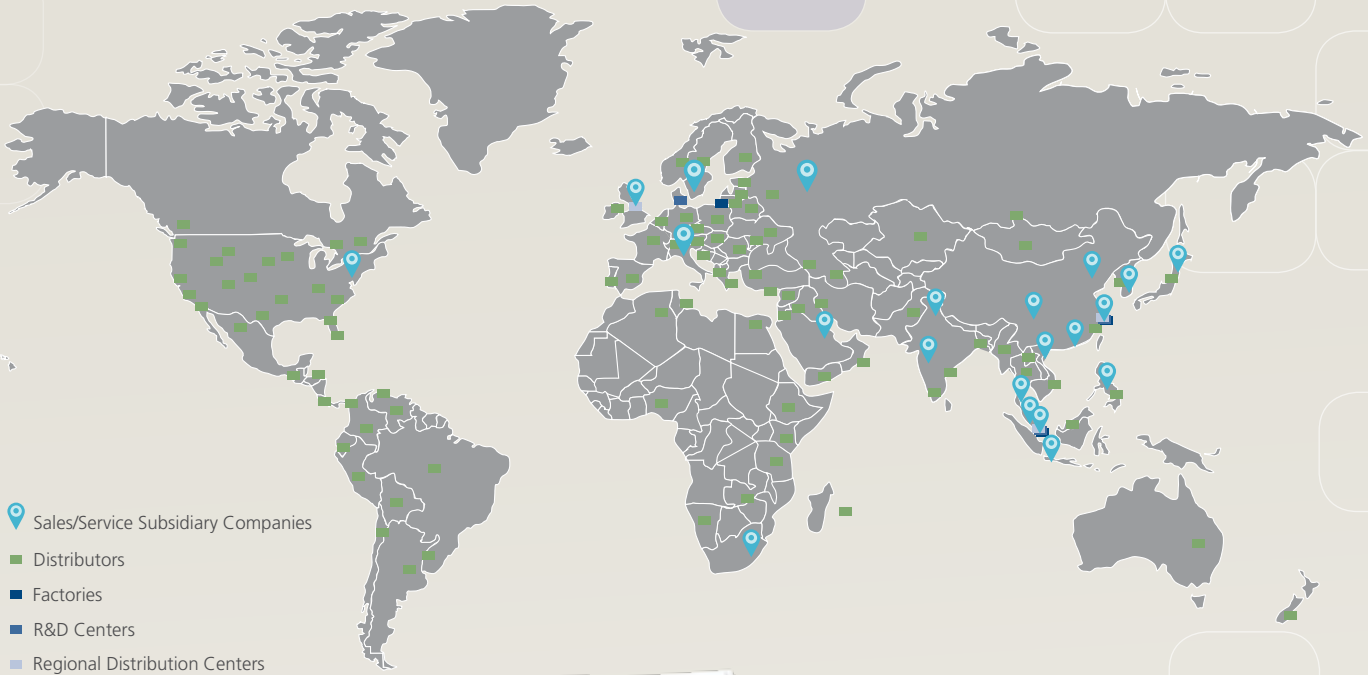 Sales/Service Subsidiary Companies
Distributors
Factories
R&D Centers
Regional Distribution Centers